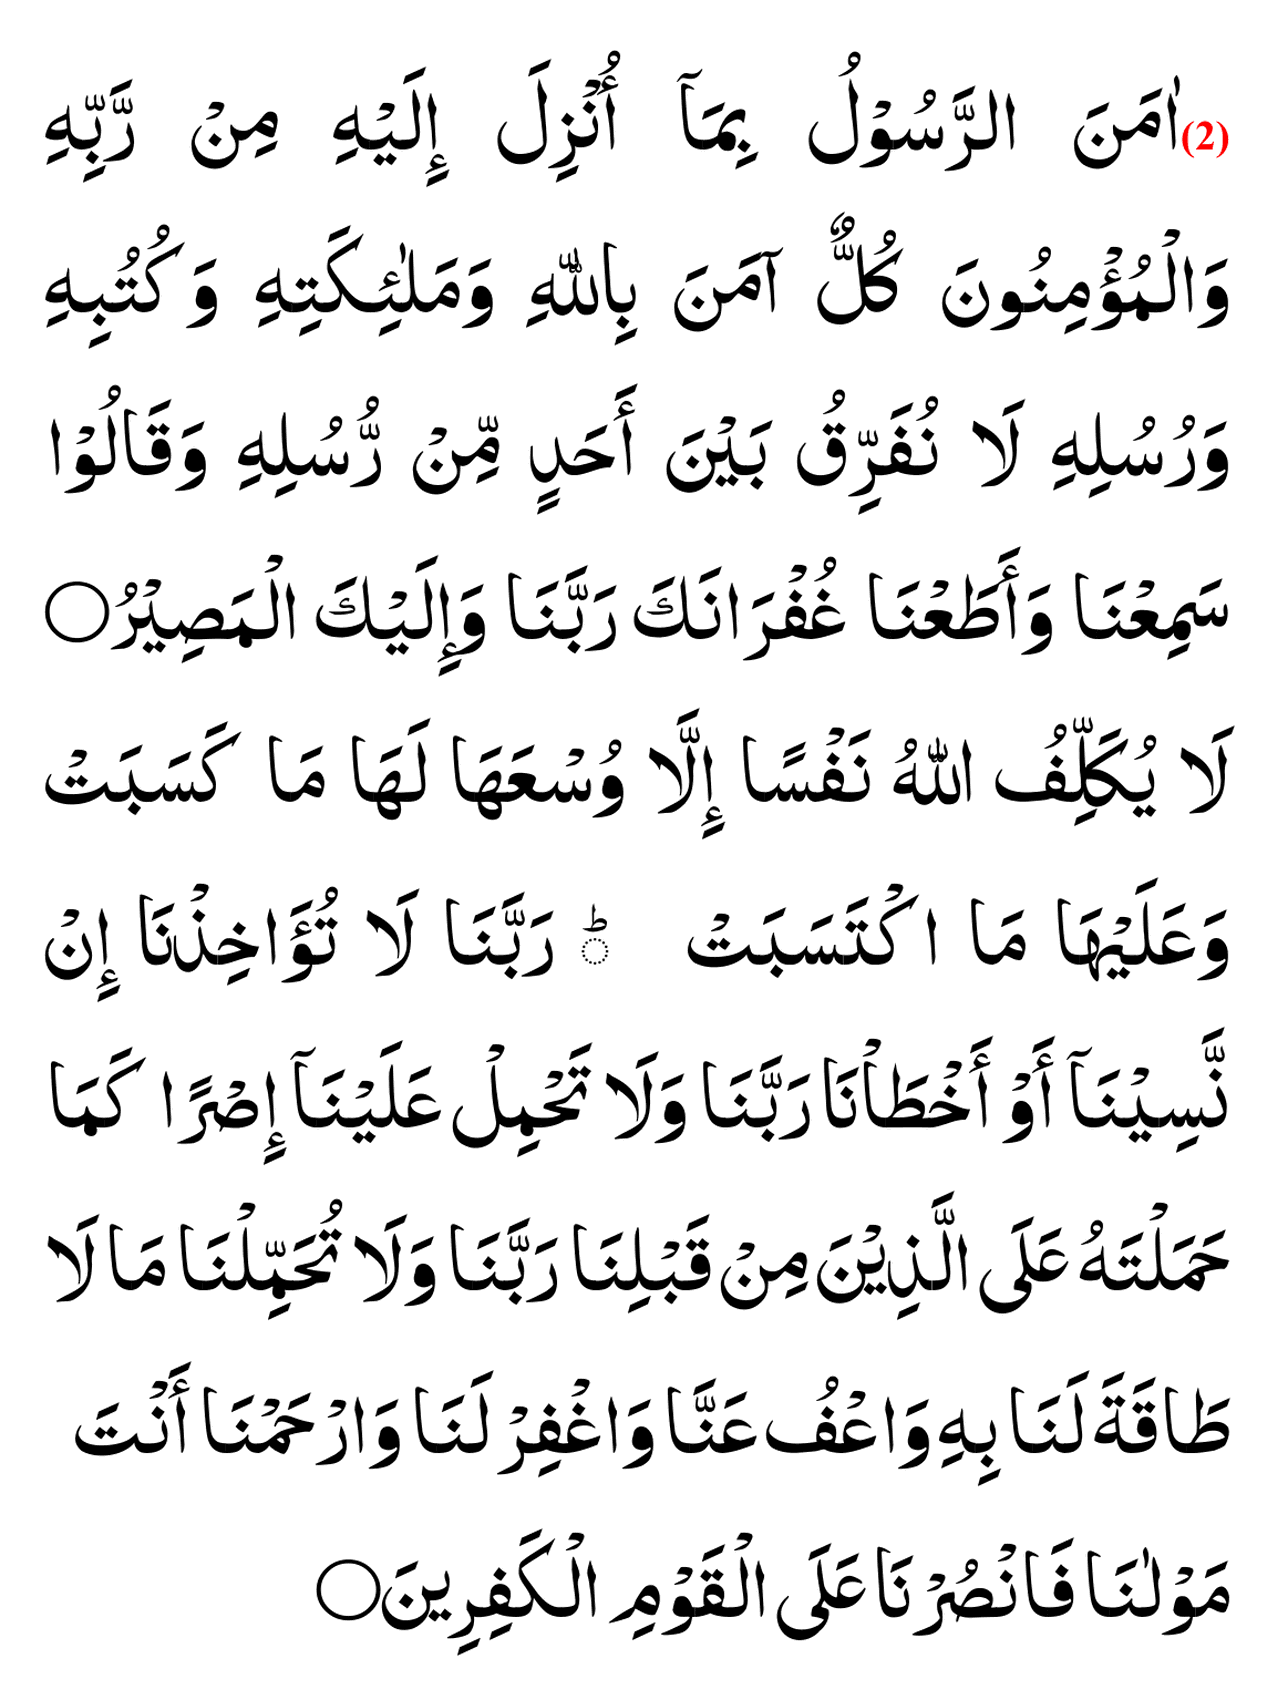 (2)اٰمَنَ الرَّسُوْلُ بِمَآ أُنْزِلَ إِلَيْهِ مِنْ رَّبِّهِ
وَالْمُؤْمِنُونَ كُلٌّ آمَنَ بِاللّٰهِ وَمَلٰئِكَتِهِ وَكُتُبِهِ
وَرُسُلِهِ لَا نُفَرِّقُ بَيْنَ أَحَدٍ مِّنْ رُّسُلِهِ وَقَالُوْا
سَمِعْنَا وَأَطَعْنَا غُفْرَانَكَ رَبَّنَا وَإِلَيْكَ الْمَصِيْرُ۝
لَا يُكَلِّفُ اللّٰهُ نَفْسًا إِلَّا وُسْعَهَا لَهَا مَا كَسَبَتْ
وَعَلَيْهَا مَا اكْتَسَبَتْ ؕ رَبَّنَا لَا تُؤَاخِذْنَا إِنْ
نَّسِيْنَآ أَوْ أَخْطَاْنَا رَبَّنَا وَلَا تَحْمِلْ عَلَيْنَآ إِصْرًا كَمَا
حَمَلْتَهُ عَلَى الَّذِيْنَ مِنْ قَبْلِنَا رَبَّنَا وَلَا تُحَمِّلْنَا مَا لَا
طَاقَةَ لَنَا بِهِ وَاعْفُ عَنَّا وَاغْفِرْ لَنَا وَارْحَمْنَا أَنْتَ
مَوْلٰنَا فَانْصُرْنَا عَلَى الْقَوْمِ الْكَفِرِينَ۝